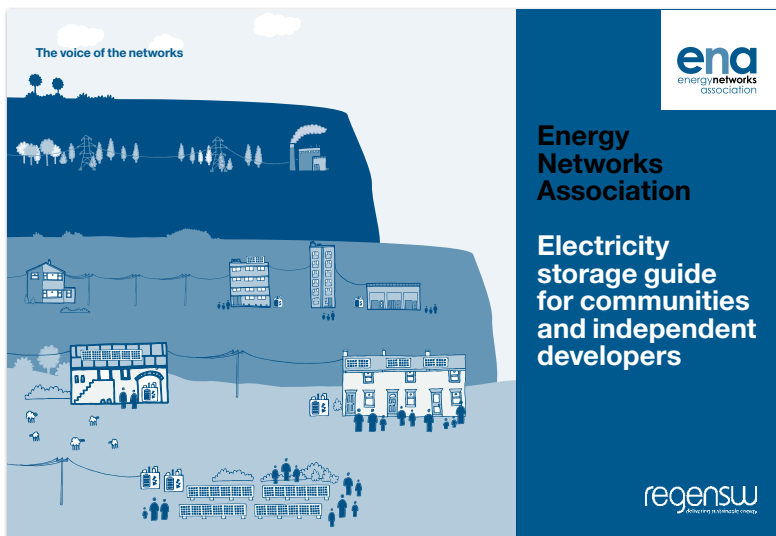 The voice of the networks
ena
energynetworks
association
Energy
Networks
Association
Electricity
storage guide
for communities
and independent
developers
regensw
delivering sustainable energy